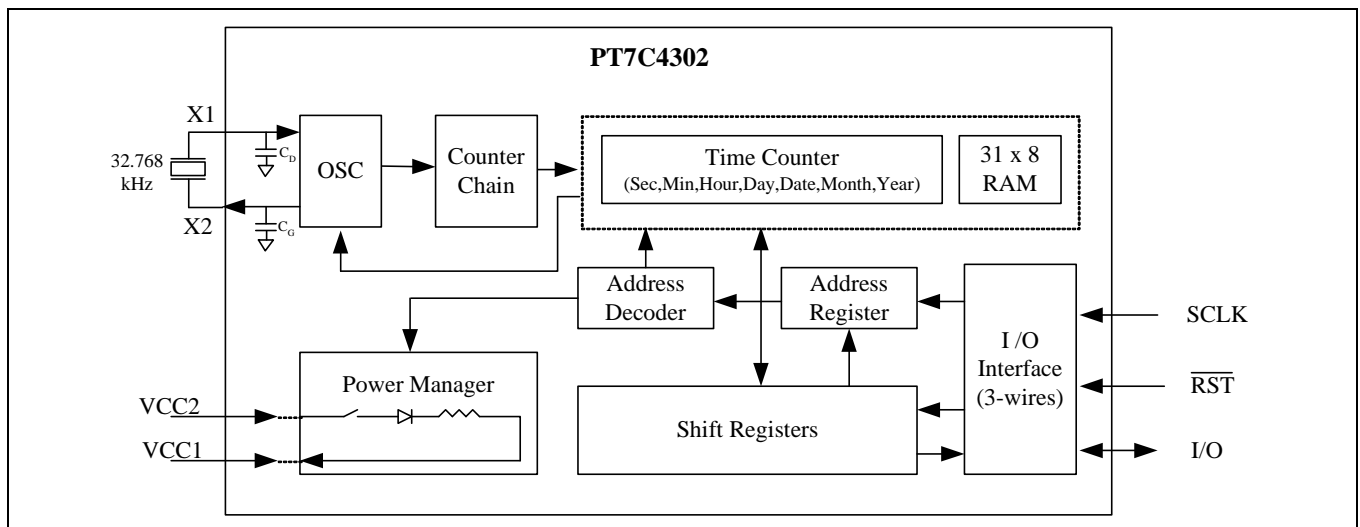 PT7C4302
X1
32.768
kHz
X2
C_D
C_G
OSC
Counter
Chain
Time Counter
(Sec,Min,Hour,Day,Date,Month,Year)
31 x 8
RAM
Address
Decoder
Address
Register
I /O
Interface
(3-wires)
SCLK
RST
I/O
Power Manager
VCC2
VCC1
Shift Registers